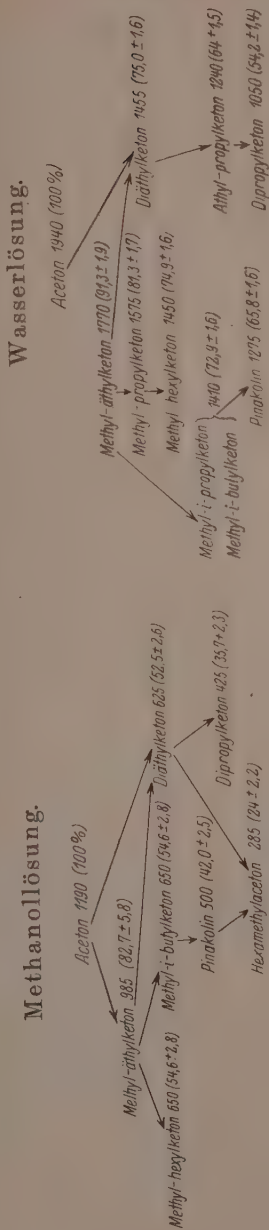 Methanollösung.
Aceton 1190 (100%)
Methyl-äthylketon 985 (82,7 ± 5,8)
Methyl-hexylketon 650 (54,6 ± 2,8)
Methyl-i-butylketon 650 (54,6 ± 2,8)
Diäthylketon 625 (52,5 ± 2,6)
Pinakolin 500 (42,0 ± 2,5)
Dipropylketon 425 (35,7 ± 2,3)
Hexamethylaceton 285 (24 ± 2,2)
Wasserlösung.
Aceton 1940 (100%)
Methyl-äthylketon 1770 (91,3 ± 1,9)
Methyl-propylketon 1575 (81,3 ± 1,7)
Diäthylketon 1455 (75,0 ± 1,6)
Methyl hexylketon 1450 (74,9 ± 1,6)
Methyl-i-propylketon
Methyl-i-butylketon } 1410 (72,9 ± 1,6)
Pinakolin 1275 (65,8 ± 1,6)
Äthyl-propylketon 1240 (64 ± 1,5)
Dipropylketon 1050 (54,2 ± 1,4)